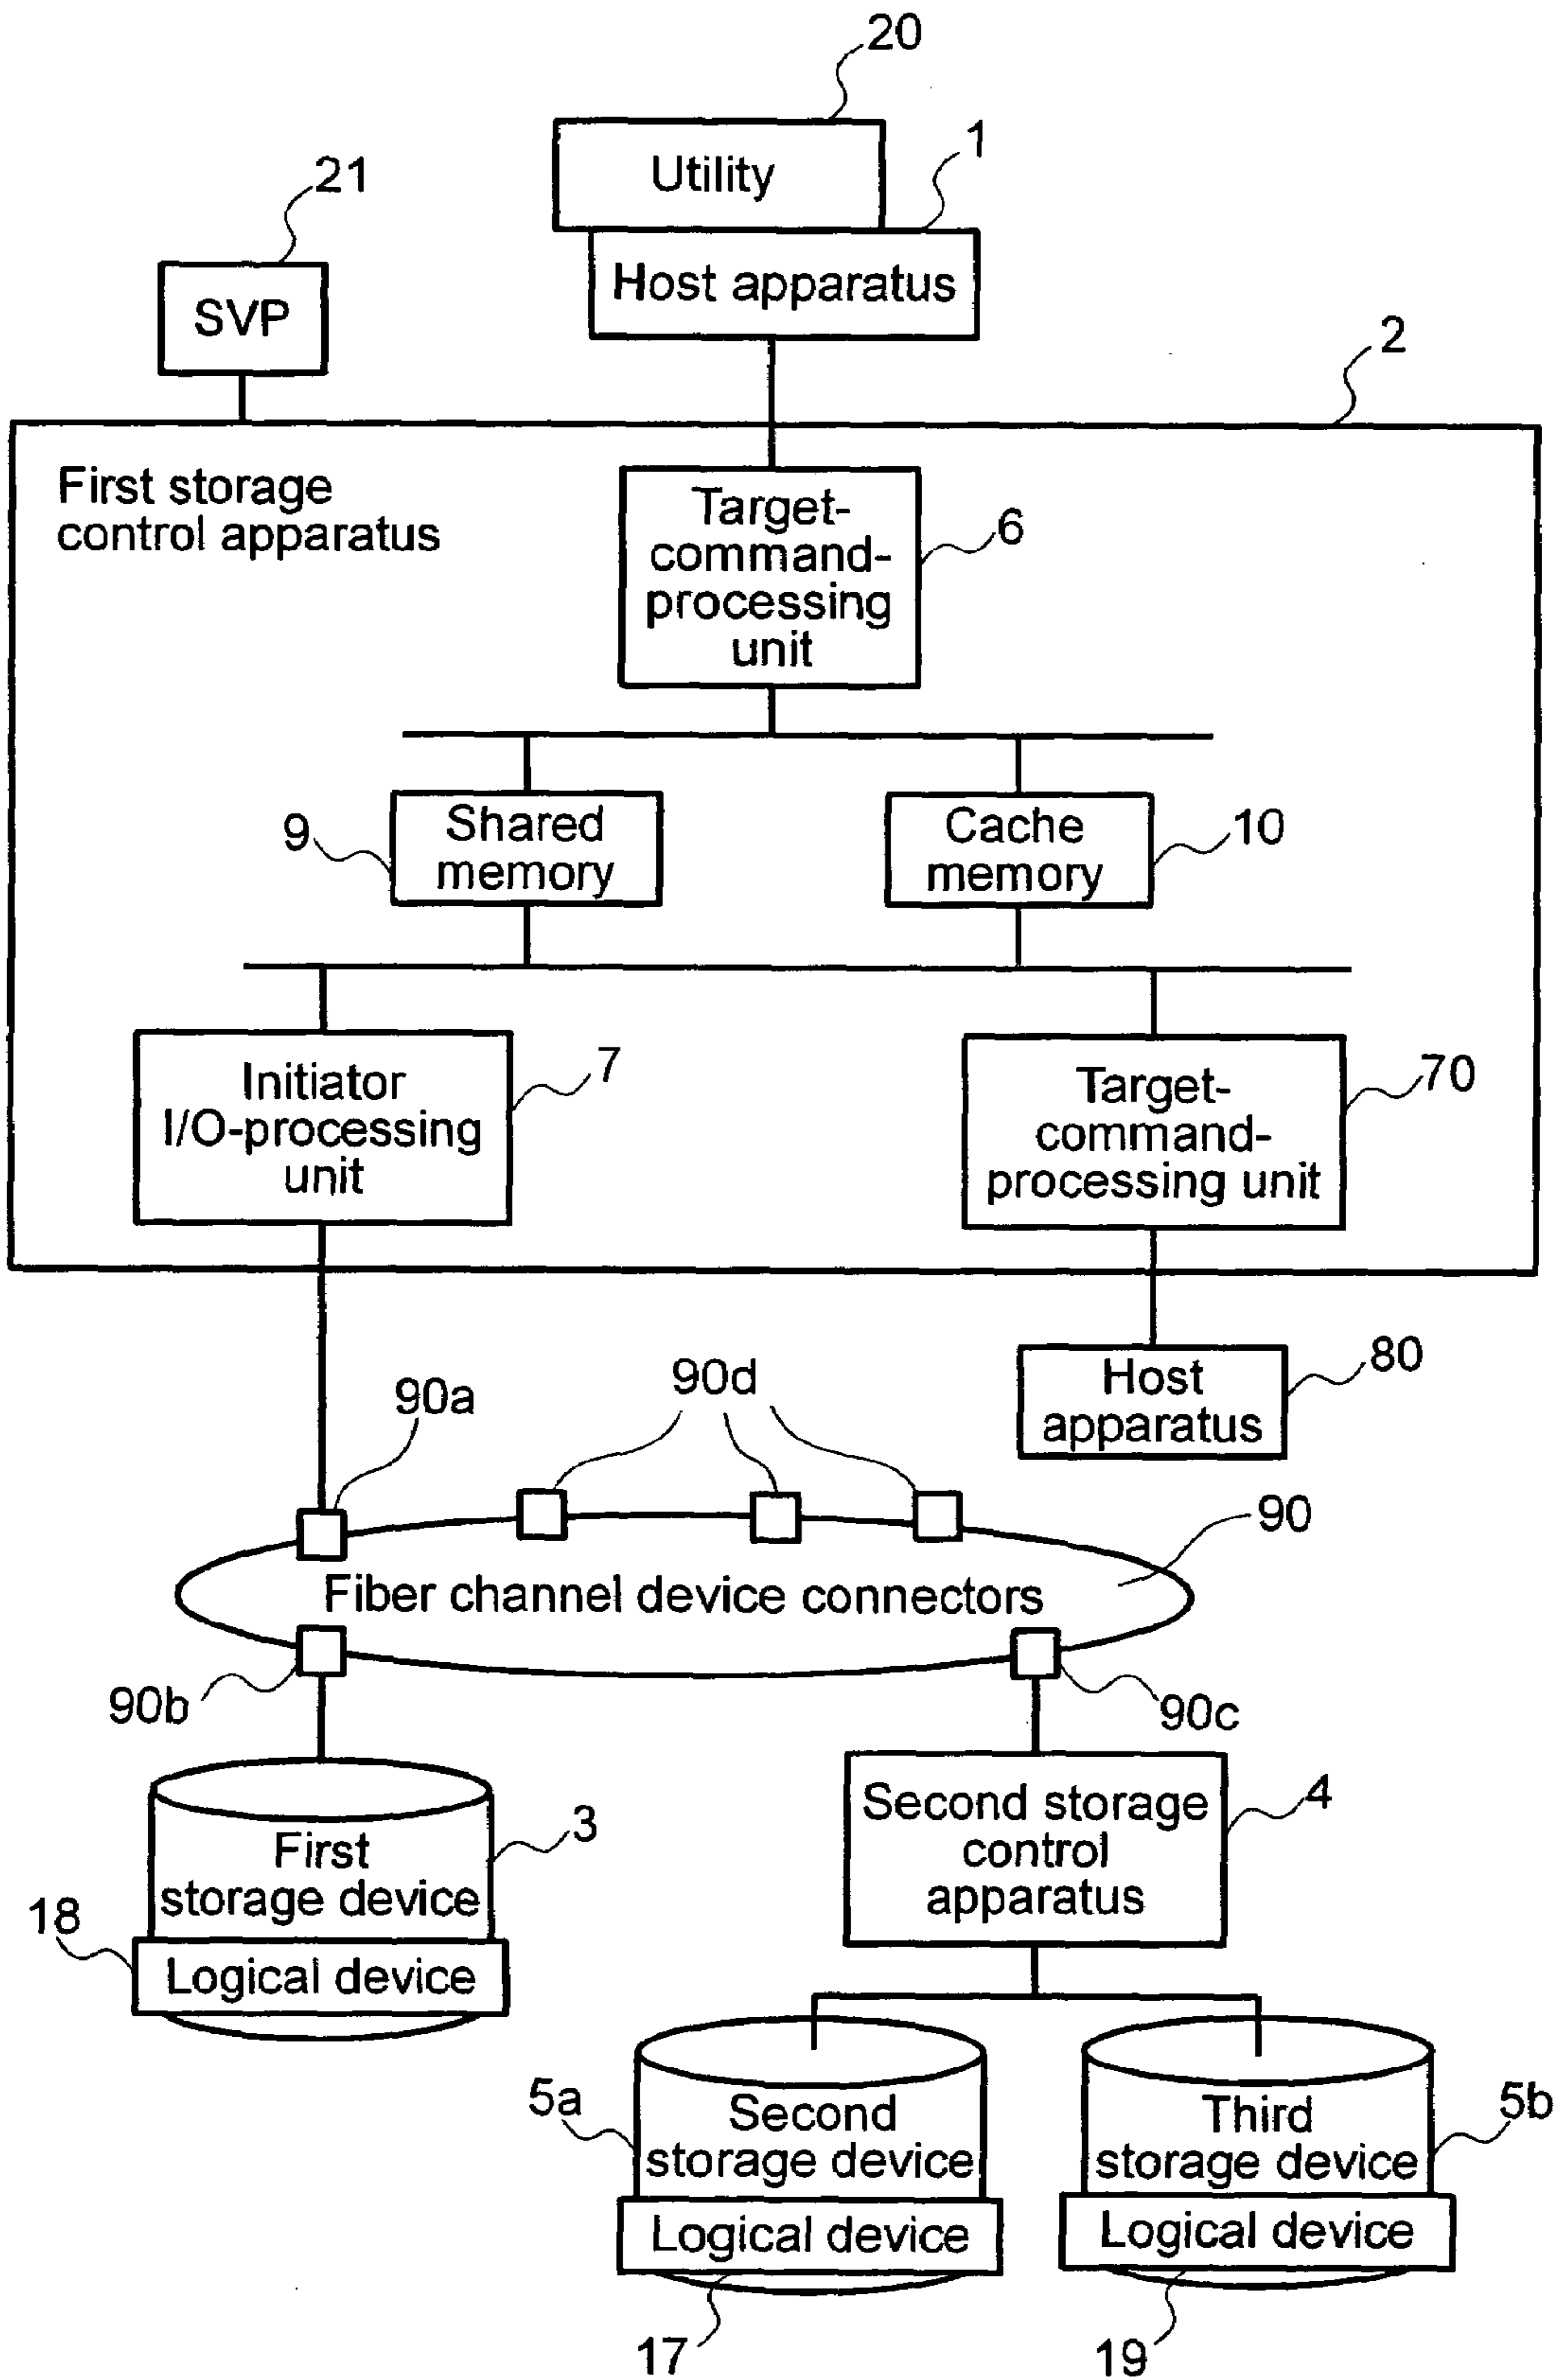 20
Utility
1
21
Host apparatus
SVP
2
First storage
control apparatus
Target-
command-
processing
unit
6
9
Shared
memory
Cache
memory
10
Initiator
I/O-processing
unit
7
Target-
command-
processing unit
70
Host
apparatus
80
90a
90d
90
Fiber channel device connectors
90b
90c
First
storage device
3
18
Logical device
Second storage
control
apparatus
4
5a
Second
storage device
Logical device
17
Third
storage device
5b
Logical device
19